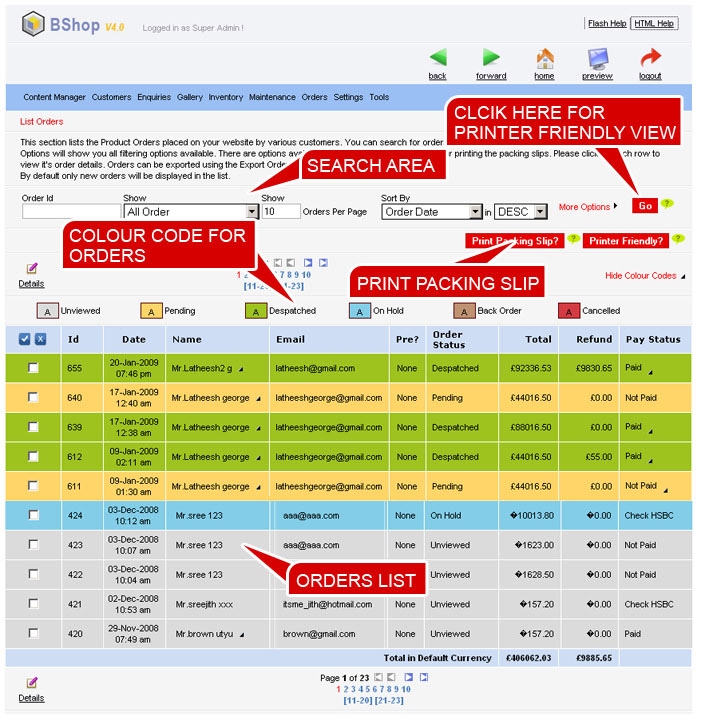 BShop V4.0
Logged in as Super Admin !
Flash Help HTML Help
back forward home preview logout
Content Manager Customers Enquiries Gallery Inventory Maintenance Orders Settings Tools
CLCIK HERE FOR
PRINTER FRIENDLY VIEW
List Orders
This section lists the Product Orders placed on your website by various customers. You can search for order
Options will show you all filtering options available. There are options ava
r printing the packing slips. Please click
ch row to
view it's order details. Orders can be exported using the Export Orde
By default only new orders will be displayed in the list.
SEARCH AREA
Order Id Show Show Sort By
All Order 10 Orders Per Page Order Date in DESC More Options Go ?
COLOUR CODE FOR
ORDERS
Print Packing Slip? ? Printer Friendly? ?
1 7 8 9 10
[11-2 -23]
PRINT PACKING SLIP
Details
Hide Colour Codes
A Unviewed A Pending A Despatched A On Hold A Back Order A Cancelled
Id Date Name Email Pre? Order Status Total Refund Pay Status
655 20-Jan-2009 07:46 pm Mr.Latheesh2 g latheesh@gmail.com None Despatched £92336.53 £9830.65 Paid
640 17-Jan-2009 12:40 am Mr.Latheesh george latheeshgeorge@gmail.com None Pending £44016.50 £0.00 Not Paid
639 17-Jan-2009 12:38 am Mr.Latheesh george latheeshgeorge@gmail.com None Despatched £88016.50 £0.00 Paid
612 09-Jan-2009 02:11 am Mr.Latheesh george latheeshgeorge@gmail.com None Despatched £44016.50 £55.00 Paid
611 09-Jan-2009 01:30 am Mr.Latheesh george latheeshgeorge@gmail.com None Pending £44016.50 £0.00 Not Paid
424 03-Dec-2008 10:12 am Mr.sree 123 aaa@aaa.com None On Hold �10013.80 �0.00 Check HSBC
423 03-Dec-2008 10:07 am Mr.sree 123 aaa@aaa.com None Unviewed �1623.00 �0.00 Not Paid
422 03-Dec-2008 10:04 am Mr.sree 123 Unviewed �1628.50 �0.00 Not Paid
ORDERS LIST
421 02-Dec-2008 10:53 am Mr.sreejith xxx itsme_jith@hotmail.com None Unviewed �157.20 �0.00 Check HSBC
420 29-Nov-2008 07:49 am Mr.brown utyu brown@gmail.com None Unviewed �157.20 �0.00 Paid
Total in Default Currency £406062.03 £9885.65
Page 1 of 23
1 2 3 4 5 6 7 8 9 10
[11-20] [21-23]
Details